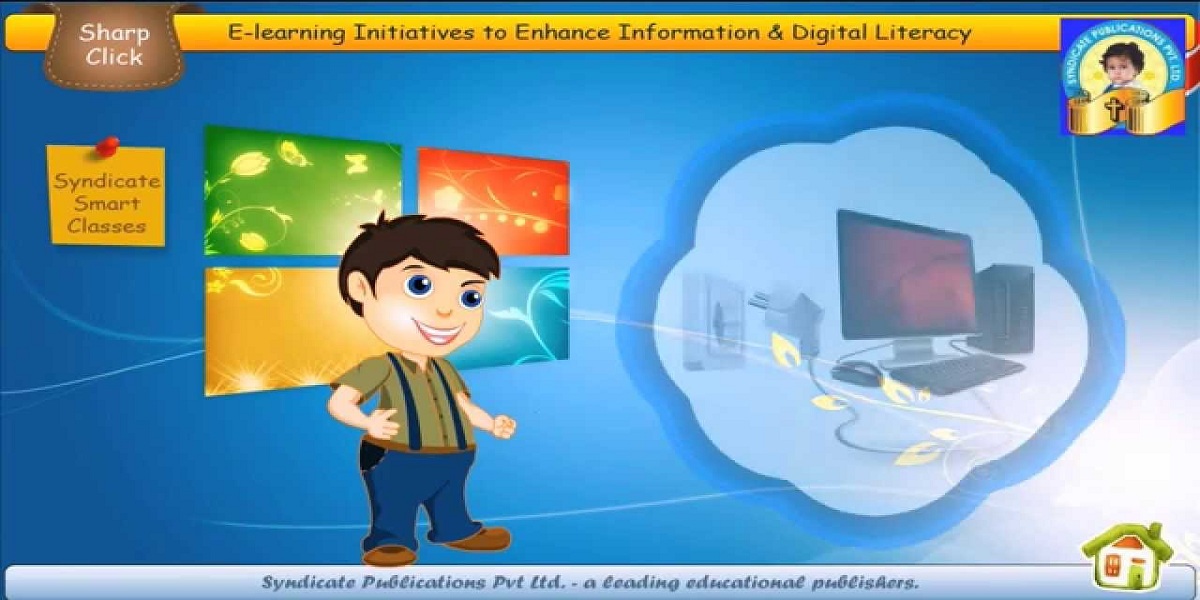 Sharp
Click
E-learning Initiatives to Enhance Information & Digital Literacy
SYNDICATE PUBLICATIONS PVT. LTD.
Syndicate
Smart
Classes
Syndicate Publications Pvt Ltd. - a leading educational publishers.